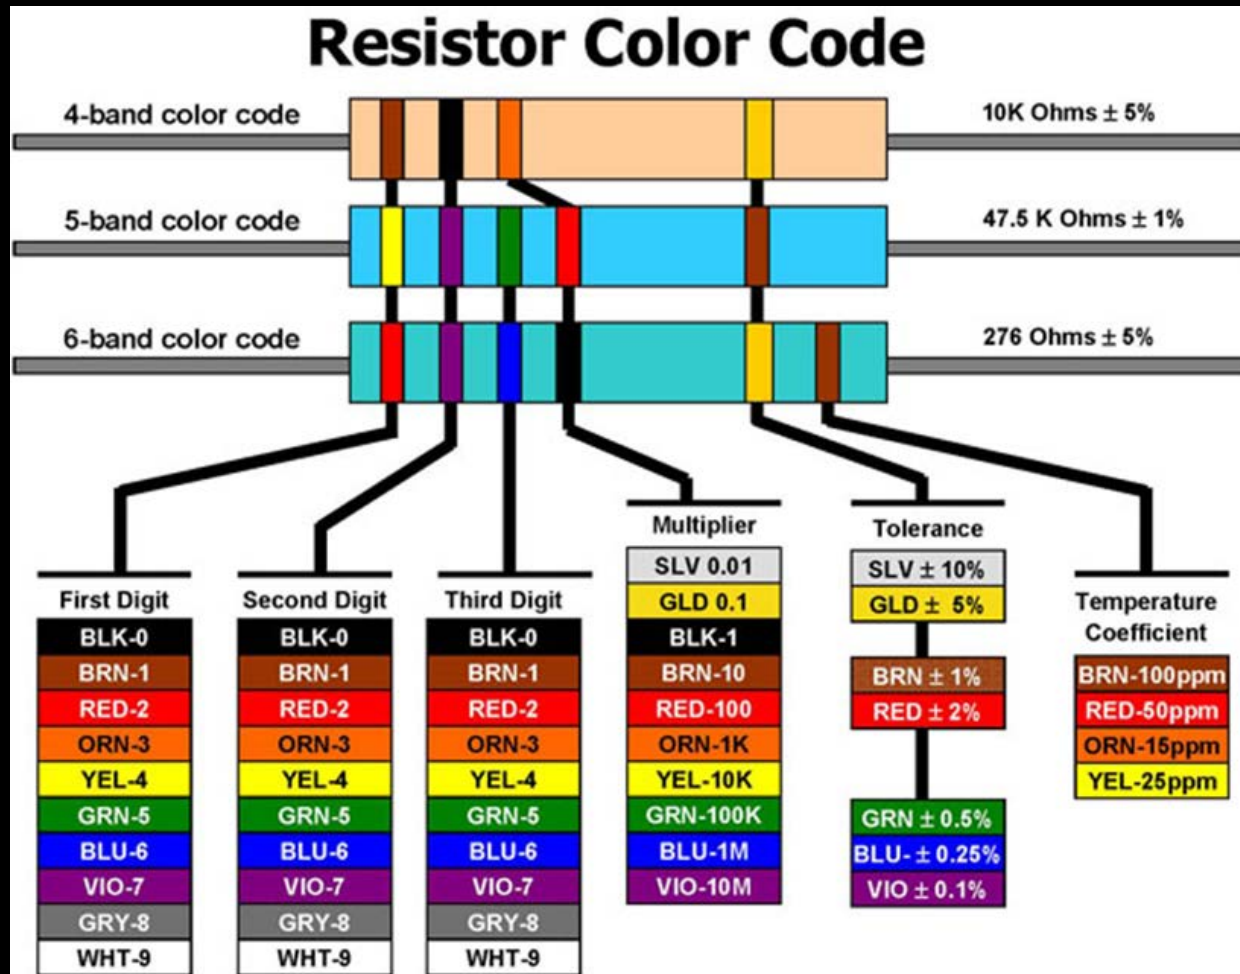 Resistor Color Code
4-band color code
10K Ohms ± 5%
5-band color code
47.5 K Ohms ± 1%
6-band color code
276 Ohms ± 5%
First Digit
BLK-0
BRN-1
RED-2
ORN-3
YEL-4
GRN-5
BLU-6
VIO-7
GRY-8
WHT-9
Second Digit
BLK-0
BRN-1
RED-2
ORN-3
YEL-4
GRN-5
BLU-6
VIO-7
GRY-8
WHT-9
Third Digit
BLK-0
BRN-1
RED-2
ORN-3
YEL-4
GRN-5
BLU-6
VIO-7
GRY-8
WHT-9
Multiplier
SLV 0.01
GLD 0.1
BLK-1
BRN-10
RED-100
ORN-1K
YEL-10K
GRN-100K
BLU-1M
VIO-10M
Tolerance
SLV ± 10%
GLD ± 5%
BRN ± 1%
RED ± 2%
GRN ± 0.5%
BLU- ± 0.25%
VIO ± 0.1%
Temperature
Coefficient
BRN-100ppm
RED-50ppm
ORN-15ppm
YEL-25ppm